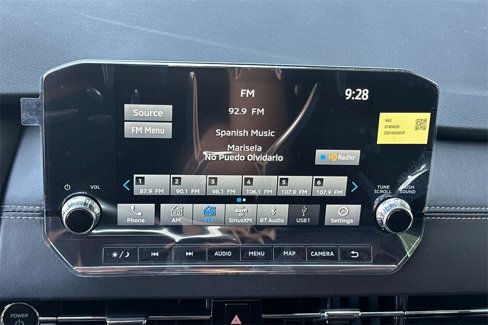 FM
9:28
92.9 FM
Source
FM Menu
Spanish Music
Marisela
No Puedo Olvidarlo
HD Radio
1 2 3 4 5 6
87.9 FM 90.1 FM 98.1 FM 106.1 FM 107.9 FM 107.9 FM
VOL
TUNE
SCROLL
PUSH
SOUND
Phone AM FM SiriusXM BT Audio USB1 Settings
AUDIO MENU MAP CAMERA
POWER